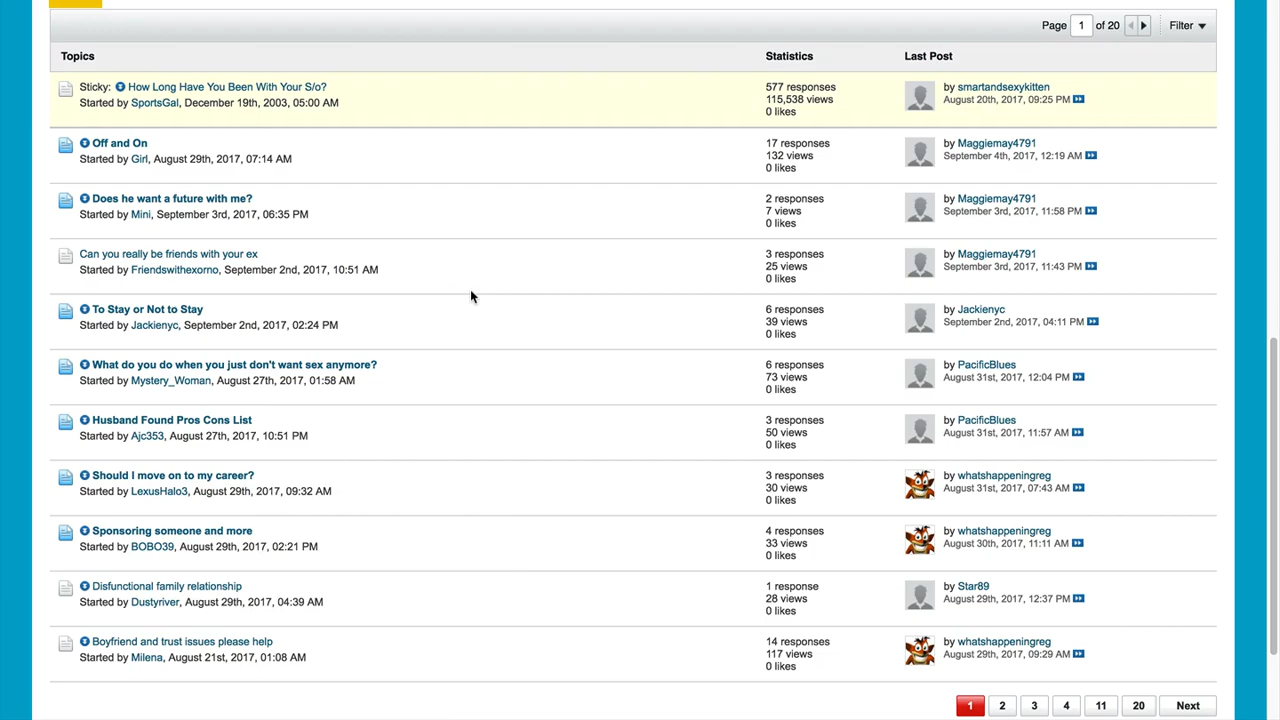 Page 1 of 20 Filter
Topics Statistics Last Post
Sticky: How Long Have You Been With Your S/o?
Started by SportsGal, December 19th, 2003, 05:00 AM
577 responses
115,538 views
0 likes
by smartandsexykitten
August 20th, 2017, 09:25 PM
Off and On
Started by Girl, August 29th, 2017, 07:14 AM
17 responses
132 views
0 likes
by Maggiemay4791
September 4th, 2017, 12:19 AM
Does he want a future with me?
Started by Mini, September 3rd, 2017, 06:35 PM
2 responses
7 views
0 likes
by Maggiemay4791
September 3rd, 2017, 11:58 PM
Can you really be friends with your ex
Started by Friendswithexorno, September 2nd, 2017, 10:51 AM
3 responses
25 views
0 likes
by Maggiemay4791
September 3rd, 2017, 11:43 PM
To Stay or Not to Stay
Started by Jackienyc, September 2nd, 2017, 02:24 PM
6 responses
39 views
0 likes
by Jackienyc
September 2nd, 2017, 04:11 PM
What do you do when you just don't want sex anymore?
Started by Mystery_Woman, August 27th, 2017, 01:58 AM
6 responses
73 views
0 likes
by PacificBlues
August 31st, 2017, 12:04 PM
Husband Found Pros Cons List
Started by Ajc353, August 27th, 2017, 10:51 PM
3 responses
50 views
0 likes
by PacificBlues
August 31st, 2017, 11:57 AM
Should I move on to my career?
Started by LexusHalo3, August 29th, 2017, 09:32 AM
3 responses
30 views
0 likes
by whatshappeningreg
August 31st, 2017, 07:43 AM
Sponsoring someone and more
Started by BOBO39, August 29th, 2017, 02:21 PM
4 responses
33 views
0 likes
by whatshappeningreg
August 30th, 2017, 11:11 AM
Disfunctional family relationship
Started by Dustyriver, August 29th, 2017, 04:39 AM
1 response
28 views
0 likes
by Star89
August 29th, 2017, 12:37 PM
Boyfriend and trust issues please help
Started by Milena, August 21st, 2017, 01:08 AM
14 responses
117 views
0 likes
by whatshappeningreg
August 29th, 2017, 09:29 AM
1 2 3 4 11 20 Next